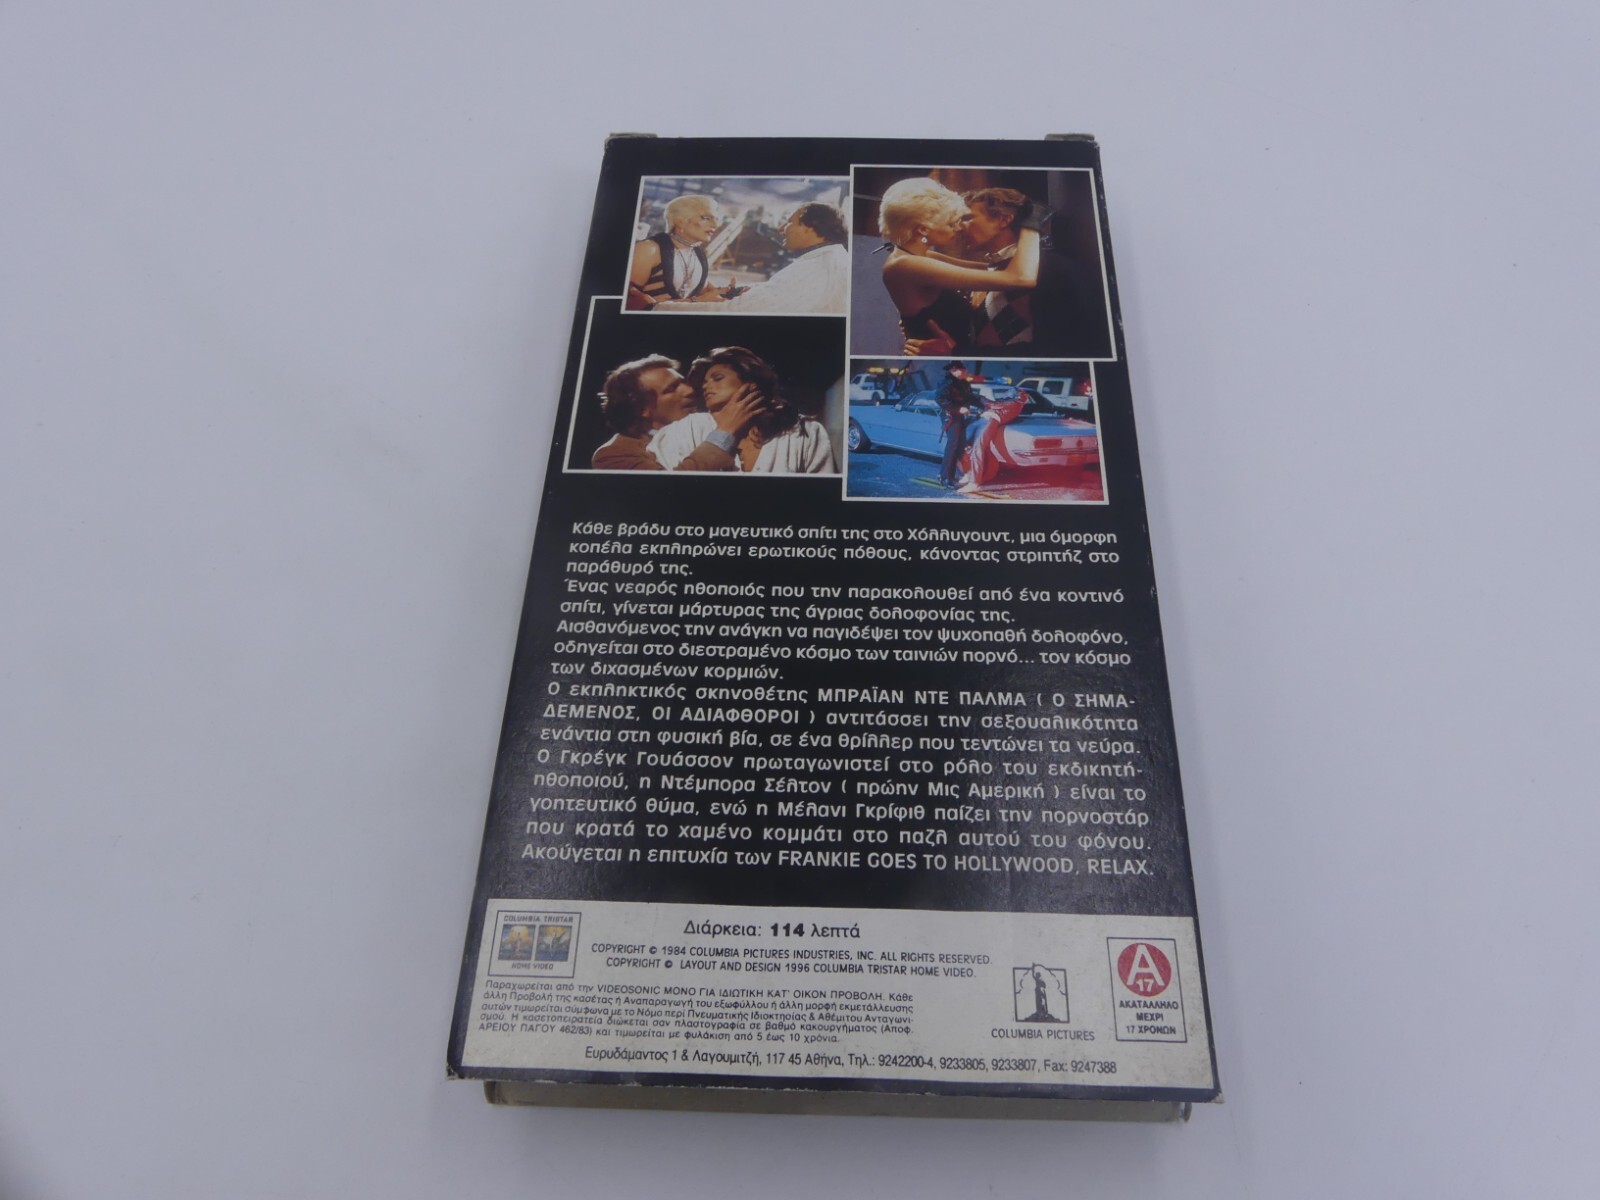 Κάθε βράδυ στο μαγευτικό σπίτι της στο Χόλλυγουντ, μια όμορφη
κοπέλα εκπληρώνει ερωτικούς πόθους, κάνοντας στριπτήζ στο
παράθυρό της.
Ένας νεαρός ηθοποιός που την παρακολουθεί από ένα κοντινό
σπίτι, γίνεται μάρτυρας της άγριας δολοφονίας της.
Αισθανόμενος την ανάγκη να παγιδέψει τον ψυχοπαθή δολοφόνο,
οδηγείται στο διεστραμένο κόσμο των ταινιών πορνό... τον κόσμο
των διχασμένων κορμιών.
Ο εκπληκτικός σκηνοθέτης ΜΠΡΑΪΑΝ ΝΤΕ ΠΑΛΜΑ ( Ο ΣΗΜΑ-
ΔΕΜΕΝΟΣ, ΟΙ ΑΔΙΑΦΘΟΡΟΙ ) αντιτάσσει την σεξουαλικότητα
ενάντια στη φυσική βία, σε ένα θρίλλερ που τεντώνει τα νεύρα.
Ο Γκρέγκ Γουάσσον πρωταγωνιστεί στο ρόλο του εκδικητή-
ηθοποιού, η Ντέμπορα Σέλτον ( πρώην Μις Αμερική ) είναι το
γοητευτικό θύμα, ενώ η Μέλανι Γκρίφιθ παίζει την πορνοστάρ
που κρατά το χαμένο κομμάτι στο παζλ αυτού του φόνου.
Ακούγεται η επιτυχία των FRANKIE GOES TO HOLLYWOOD, RELAX.
COLUMBIA TRISTAR
HOME VIDEO
Διάρκεια: 114 λεπτά
COPYRIGHT © 1984 COLUMBIA PICTURES INDUSTRIES, INC. ALL RIGHTS RESERVED.
COPYRIGHT © LAYOUT AND DESIGN 1996 COLUMBIA TRISTAR HOME VIDEO.
Παραχωρείται από την VIDEOSONIC ΜΟΝΟ ΓΙΑ ΙΔΙΩΤΙΚΗ ΚΑΤ' ΟΙΚΟΝ ΠΡΟΒΟΛΗ. Κάθε
άλλη Προβολή της κασέτας ή Αναπαραγωγή του εξωφύλλου ή άλλη μορφή εκμετάλλευσης
αυτών τιμωρείται σύμφωνα με το Νόμο περί Πνευματικής Ιδιοκτησίας & Αθέμιτου Ανταγωνι-
σμού. Η κασετοπειρατεία διώκεται σαν πλαστογραφία σε βαθμό κακουργήματος (Αποφ.
ΑΡΕΙΟΥ ΠΑΓΟΥ 462/83) και τιμωρείται με φυλάκιση από 5 έως 10 χρόνια.
Ευρυδάμαντος 1 & Λαγουμιτζή, 117 45 Αθήνα, Τηλ.: 9242200-4, 9233805, 9233807, Fax: 9247388
COLUMBIA PICTURES
Α
17
ΑΚΑΤΑΛΛΗΛΟ
ΜΕΧΡΙ
17 ΧΡΟΝΩΝ